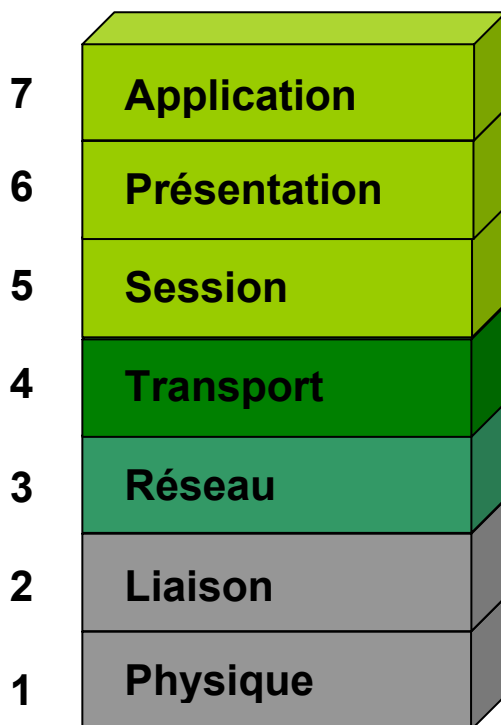 7 Application
6 Présentation
5 Session
4 Transport
3 Réseau
2 Liaison
1 Physique